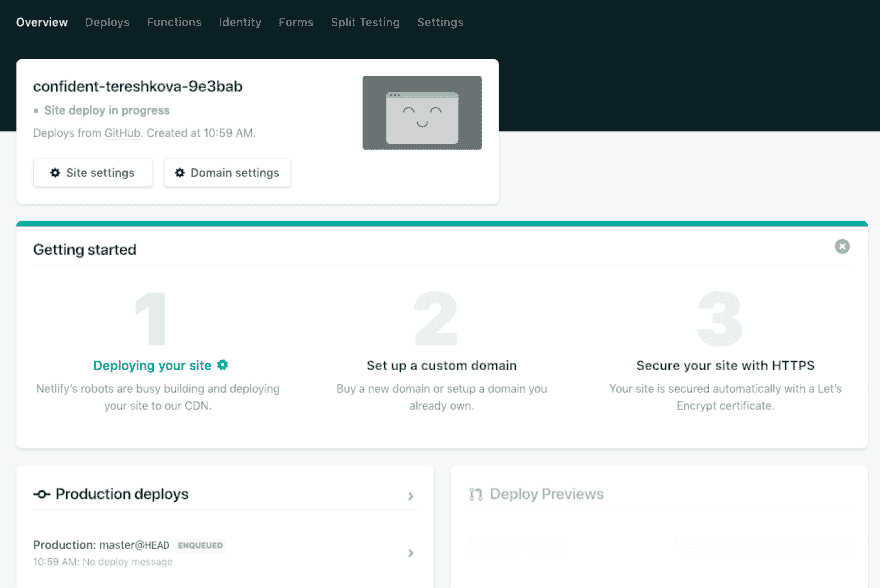 Overview Deploys Functions Identity Forms Split Testing Settings
confident-tereshkova-9e3bab
• Site deploy in progress
Deploys from GitHub. Created at 10:59 AM.
Site settings Domain settings
Getting started
1 2 3
Deploying your site Set up a custom domain Secure your site with HTTPS
Netlify's robots are busy building and deploying Buy a new domain or setup a domain you Your site is secured automatically with a Let's
your site to our CDN. already own. Encrypt certificate.
Production deploys Deploy Previews
Production: master@HEAD ENQUEUED
10:59 AM: No deploy message